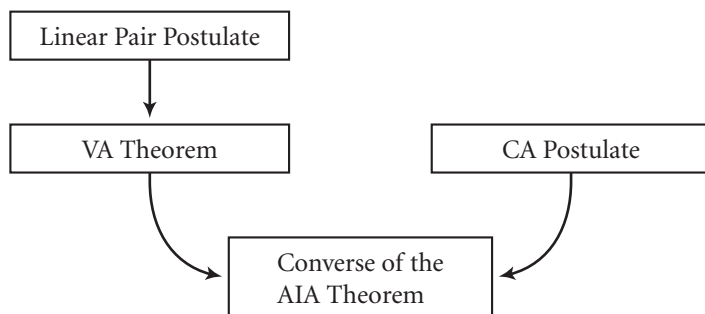 Linear Pair Postulate
VA Theorem
CA Postulate
Converse of the
AIA Theorem